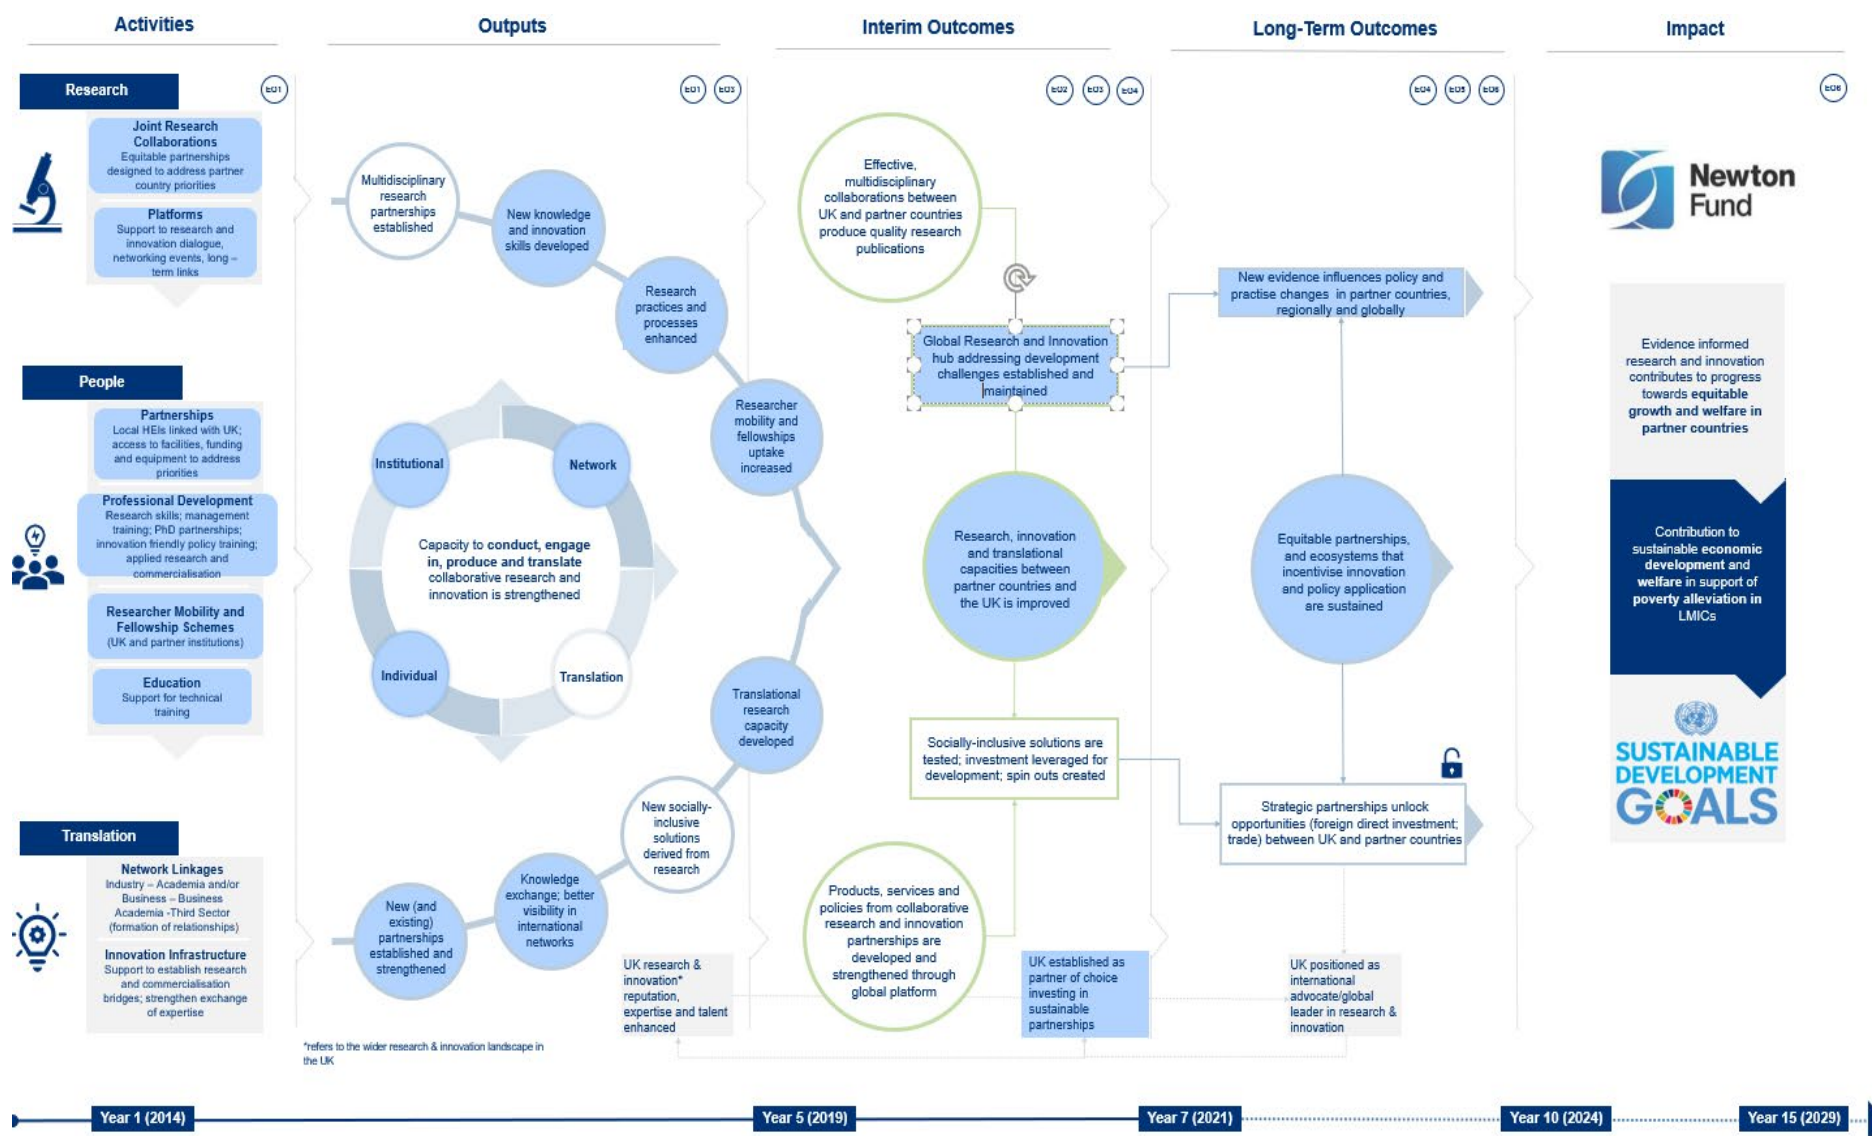 Activities
Outputs
Interim Outcomes
Long-Term Outcomes
Impact
Research
EO1
EO1
EO3
EO2
EO3
EO4
EO4
EO5
EO6
EO6
Joint Research
Collaborations
Equitable partnerships
designed to address partner
country priorities
Platforms
Support to research and
innovation dialogue,
networking events, long –
term links
People
Partnerships
Local HEIs linked with UK;
access to facilities, funding
and equipment to address
priorities
Professional Development
Research skills; management
training; PhD partnerships;
innovation friendly policy training;
applied research and
commercialisation
Researcher Mobility and
Fellowship Schemes
(UK and partner institutions)
Education
Support for technical
training
Translation
Network Linkages
Industry – Academia and/or
Business – Business
Academia -Third Sector
(formation of relationships)
Innovation Infrastructure
Support to establish research
and commercialisation
bridges; strengthen exchange
of expertise
Multidisciplinary
research
partnerships
established
New knowledge
and innovation
skills developed
Research
practices and
processes
enhanced
Researcher
mobility and
fellowships
uptake
increased
Institutional
Network
Capacity to conduct, engage
in, produce and translate
collaborative research and
innovation is strengthened
Individual
Translation
Translational
research
capacity
developed
New socially-
inclusive
solutions
derived from
research
Knowledge
exchange; better
visibility in
international
networks
New (and
existing)
partnerships
established and
strengthened
UK research &
innovation*
reputation,
expertise and talent
enhanced
*refers to the wider research & innovation landscape in
the UK
Effective,
multidisciplinary
collaborations between
UK and partner countries
produce quality research
publications
Global Research and Innovation
hub addressing development
challenges established and
maintained
Research, innovation
and translational
capacities between
partner countries and
the UK is improved
Socially-inclusive solutions are
tested; investment leveraged for
development; spin outs created
Products, services and
policies from collaborative
research and innovation
partnerships are
developed and
strengthened through
global platform
UK established as
partner of choice
investing in
sustainable
partnerships
New evidence influences policy and
practise changes in partner countries,
regionally and globally
Equitable partnerships,
and ecosystems that
incentivise innovation
and policy application
are sustained
Strategic partnerships unlock
opportunities (foreign direct investment;
trade) between UK and partner countries
UK positioned as
international
advocate/global
leader in research &
innovation
Newton
Fund
Evidence informed
research and innovation
contributes to progress
towards equitable
growth and welfare in
partner countries
Contribution to
sustainable economic
development and
welfare in support of
poverty alleviation in
LMICs
SUSTAINABLE
DEVELOPMENT
GOALS
Year 1 (2014)
Year 5 (2019)
Year 7 (2021)
Year 10 (2024)
Year 15 (2029)